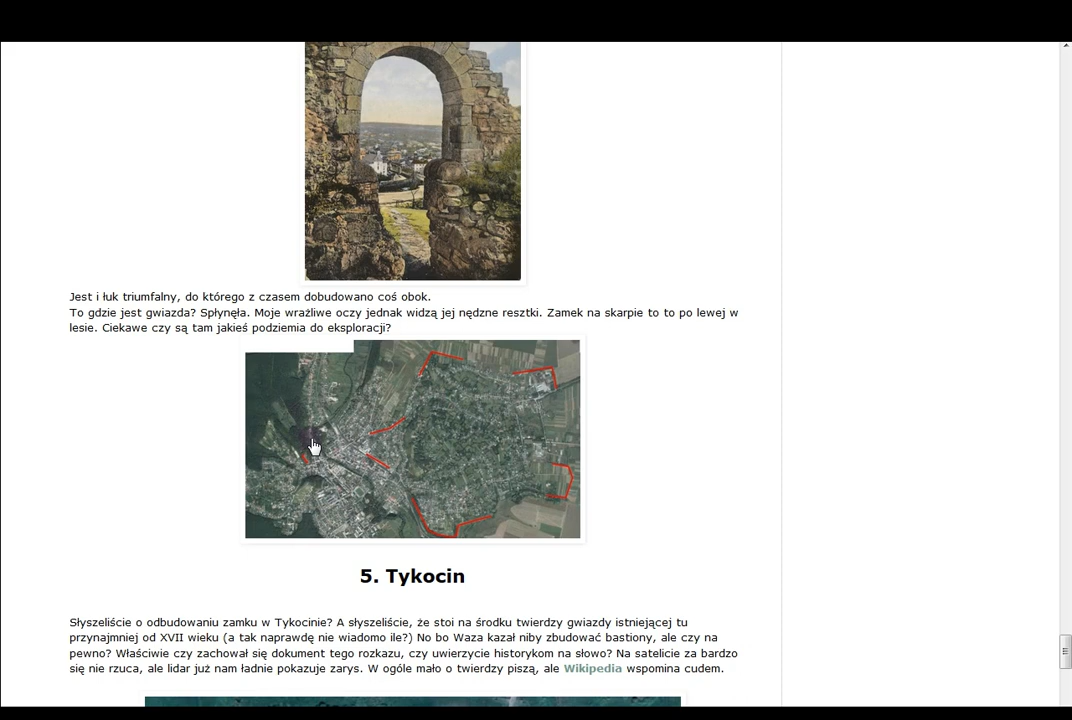 Jest i łuk triumfalny, do którego z czasem dobudowano coś obok.
To gdzie jest gwiazda? Spłynęła. Moje wrażliwe oczy jednak widzą jej nędzne resztki. Zamek na skarpie to to po lewej w
lesie. Ciekawe czy są tam jakieś podziemia do eksploracji?
5. Tykocin
Słyszeliście o odbudowaniu zamku w Tykocinie? A słyszeliście, że stoi na środku twierdzy gwiazdy istniejącej tu
przynajmniej od XVII wieku (a tak naprawdę nie wiadomo ile?) No bo Waza kazał niby zbudować bastiony, ale czy na
pewno? Właściwie czy zachował się dokument tego rozkazu, czy uwierzycie historykom na słowo? Na satelicie za bardzo
się nie rzuca, ale lidar już nam ładnie pokazuje zarys. W ogóle mało o twierdzy piszą, ale Wikipedia wspomina cudem.